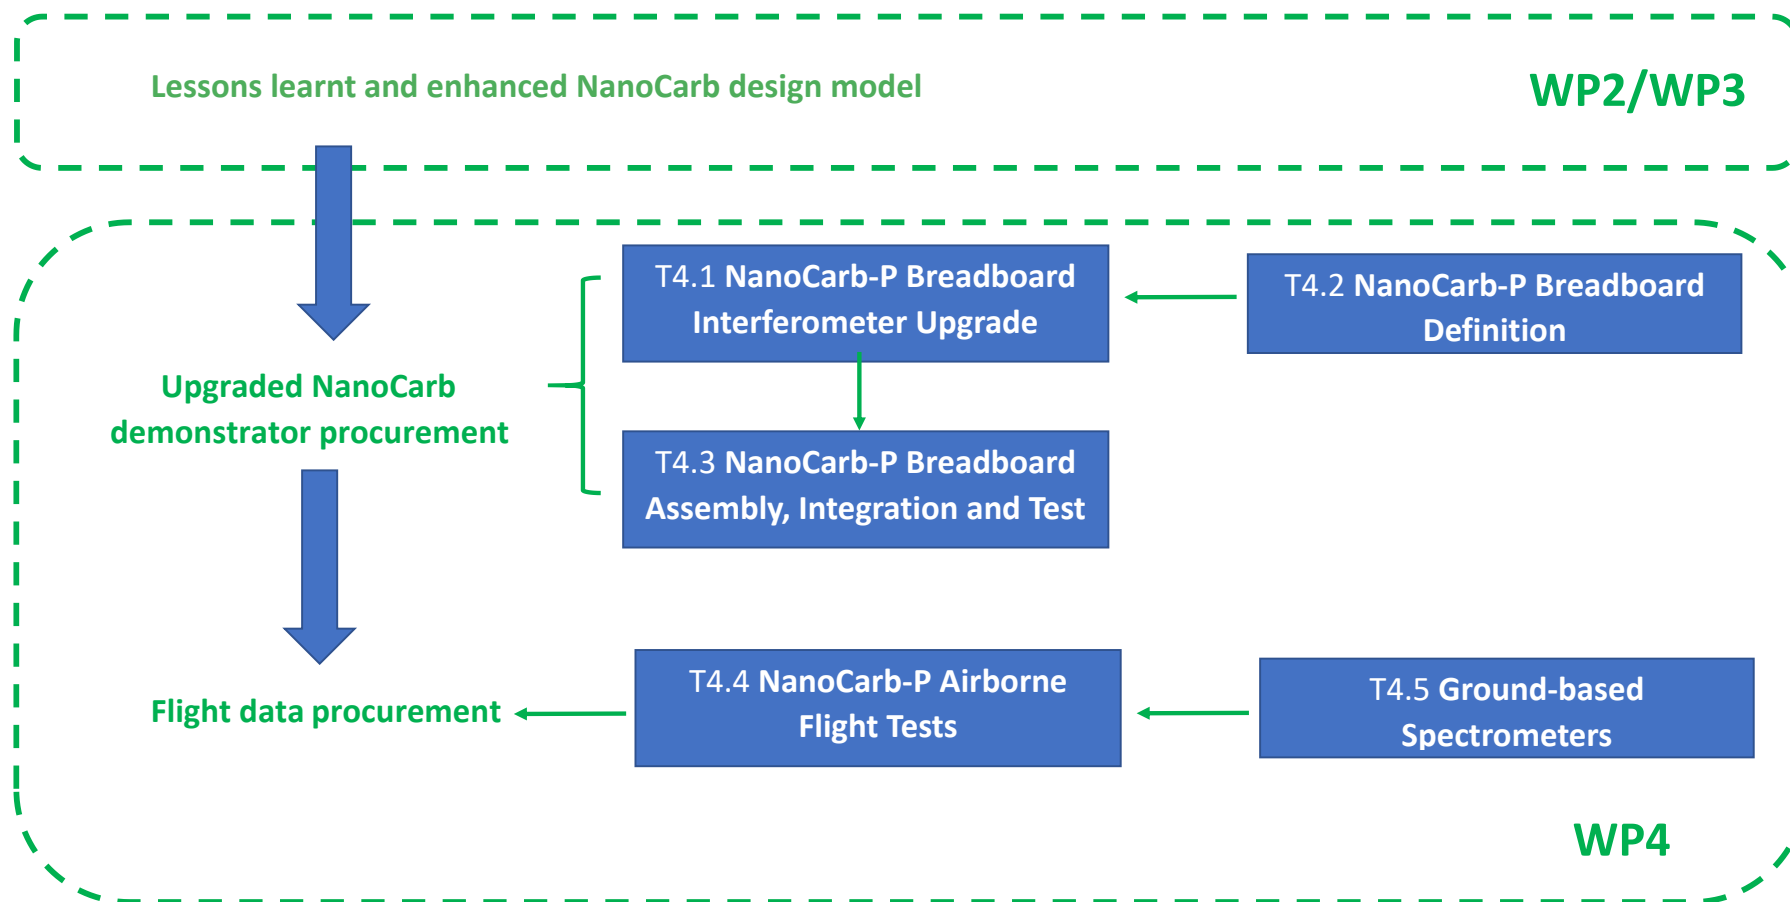 Lessons learnt and enhanced NanoCarb design model
WP2/WP3
T4.1 NanoCarb-P Breadboard
Interferometer Upgrade
T4.2 NanoCarb-P Breadboard
Definition
Upgraded NanoCarb
demonstrator procurement
T4.3 NanoCarb-P Breadboard
Assembly, Integration and Test
Flight data procurement
T4.4 NanoCarb-P Airborne
Flight Tests
T4.5 Ground-based
Spectrometers
WP4